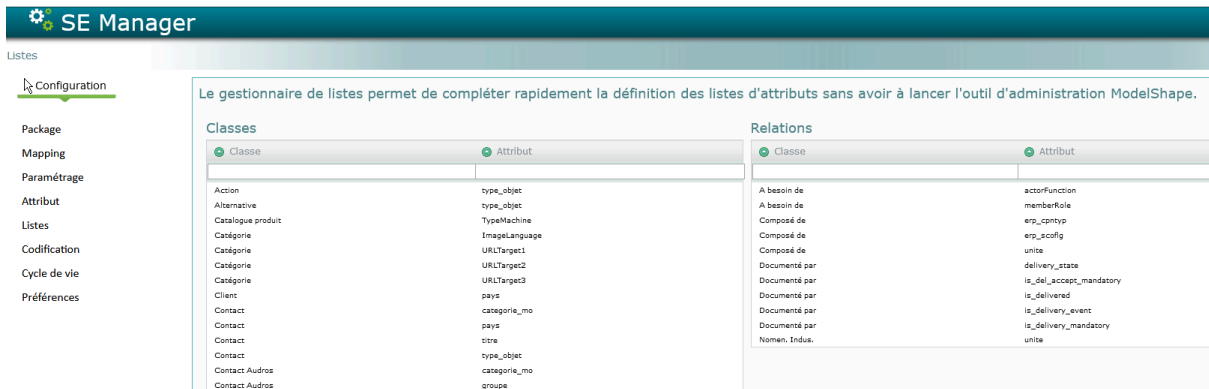 SE Manager
Listes
Configuration
Package
Mapping
Paramétrage
Attribut
Listes
Codification
Cycle de vie
Préférences
Le gestionnaire de listes permet de compléter rapidement la définition des listes d'attributs sans avoir à lancer l'outil d'administration ModelShape.
Classes
Classe Attribut
Action type_objet
Alternative type_objet
Catalogue produit TypeMachine
Catégorie ImageLanguage
Catégorie URLTarget1
Catégorie URLTarget2
Catégorie URLTarget3
Client pays
Contact categorie_mo
Contact pays
Contact titre
Contact type_objet
Contact Audros categorie_mo
Contact Audros groupe
Relations
Classe Attribut
A besoin de actorFunction
A besoin de memberRole
Composé de erp_cpntyp
Composé de erp_scoflg
Composé de unite
Documenté par delivery_state
Documenté par is_del_accept_mandatory
Documenté par is_delivered
Documenté par is_delivery_event
Documenté par is_delivery_mandatory
Nomen. Indus. unite